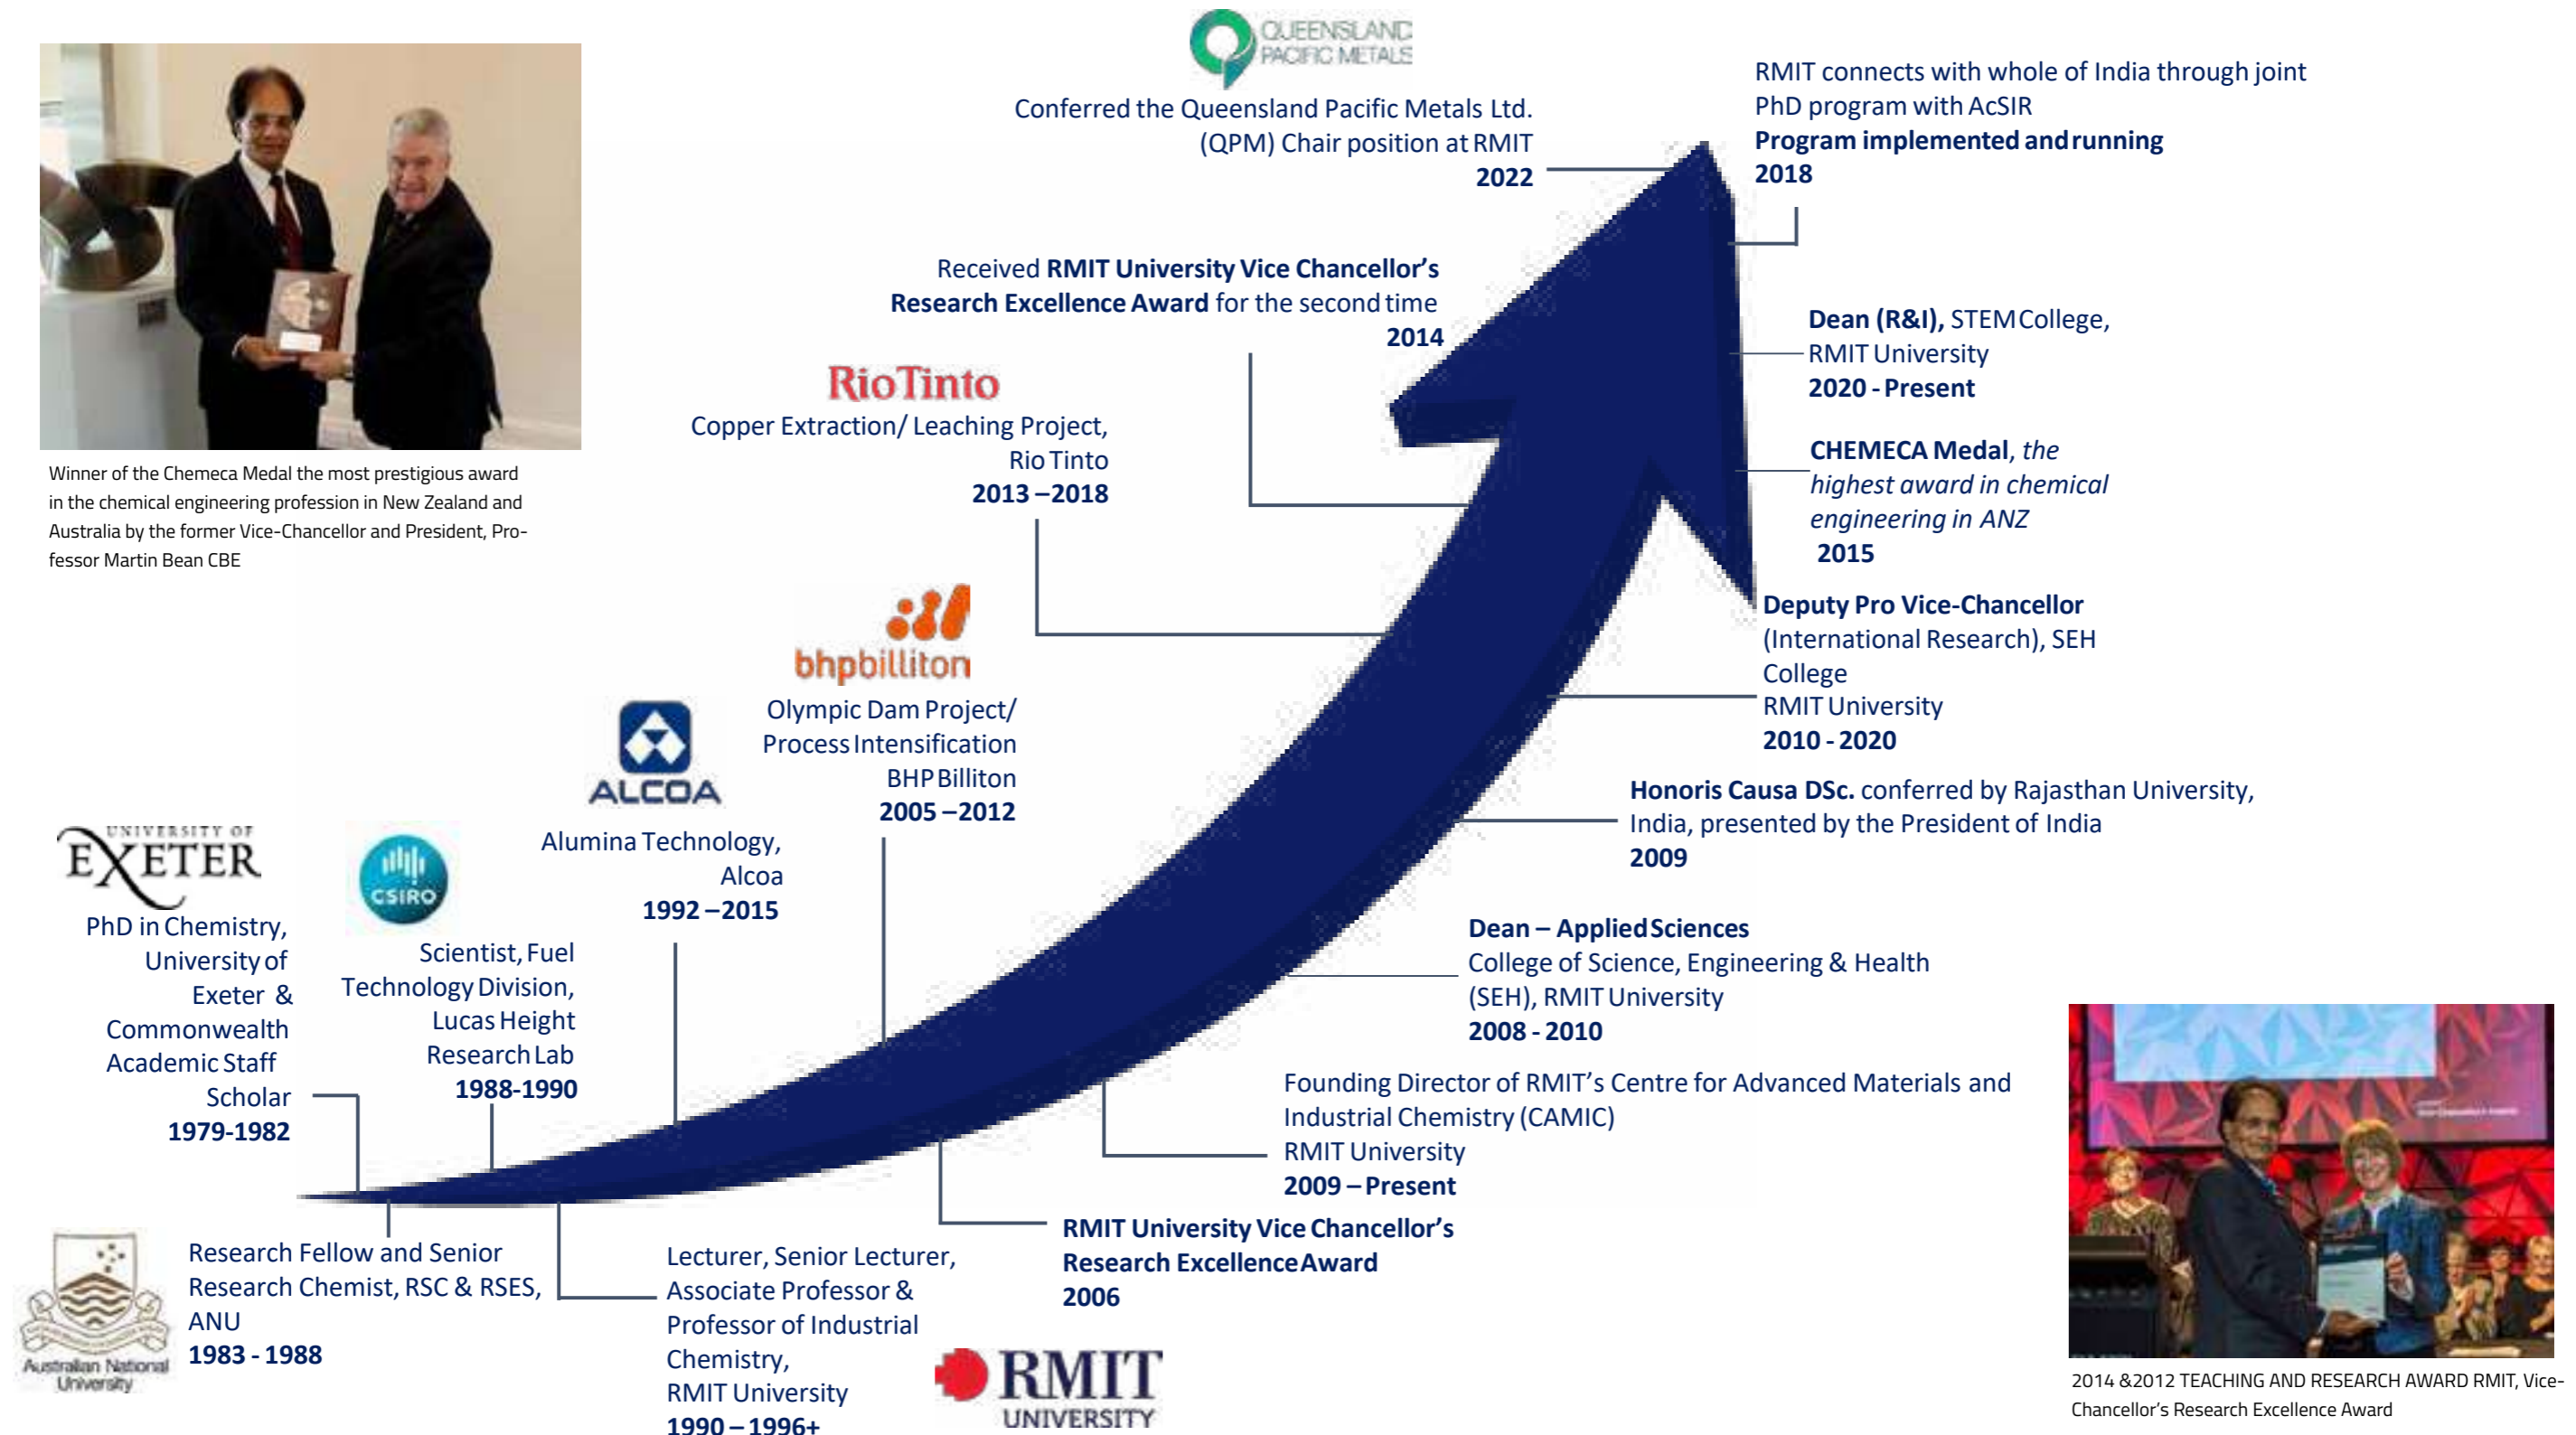 QUEENSLAND
PACIFIC METALS
Conferred the Queensland Pacific Metals Ltd.
(QPM) Chair position at RMIT
2022
RMIT connects with whole of India through joint
PhD program with AcSIR
Program implemented and running
2018
Received RMIT University Vice Chancellor’s
Research Excellence Award for the second time
2014
Dean (R&I), STEM College,
RMIT University
2020 - Present
RioTinto
Copper Extraction/ Leaching Project,
Rio Tinto
2013 –2018
CHEMECA Medal, the
highest award in chemical
engineering in ANZ
2015
Winner of the Chemeca Medal the most prestigious award
in the chemical engineering profession in New Zealand and
Australia by the former Vice-Chancellor and President, Pro-
fessor Martin Bean CBE
bhpbilliton
Olympic Dam Project/
Process Intensification
BHP Billiton
2005 –2012
Deputy Pro Vice-Chancellor
(International Research), SEH
College
RMIT University
2010 - 2020
ALCOA
Alumina Technology,
Alcoa
1992 –2015
Honoris Causa DSc. conferred by Rajasthan University,
India, presented by the President of India
2009
UNIVERSITY OF
EXETER
PhD in Chemistry,
University of
Exeter &
Commonwealth
Academic Staff
Scholar
1979-1982
CSIRO
Scientist, Fuel
Technology Division,
Lucas Height
Research Lab
1988-1990
Dean – Applied Sciences
College of Science, Engineering & Health
(SEH), RMIT University
2008 - 2010
Founding Director of RMIT’s Centre for Advanced Materials and
Industrial Chemistry (CAMIC)
RMIT University
2009 – Present
Australian National
University
Research Fellow and Senior
Research Chemist, RSC & RSES,
ANU
1983 - 1988
Lecturer, Senior Lecturer,
Associate Professor &
Professor of Industrial
Chemistry,
RMIT University
1990 – 1996+
RMIT University Vice Chancellor’s
Research Excellence Award
2006
RMIT
UNIVERSITY
2014 &2012 TEACHING AND RESEARCH AWARD RMIT, Vice-
Chancellor’s Research Excellence Award